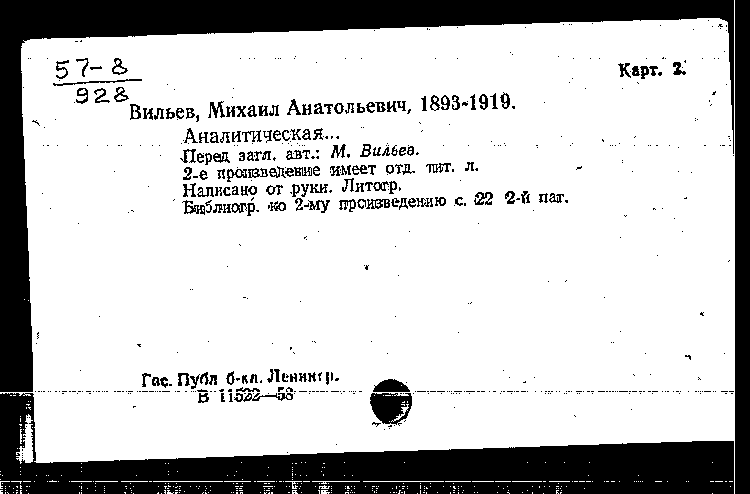 57-8
928
Карт. 2.
Вильев, Михаил Анатольевич, 1893-1919.
Аналитическая...
Перед загл. авт.: М. Вильев.
2-е произведение имеет отд. тит. л.
Написано от руки. Литогр.
Библиогр. ко 2-му произведению с. 22 2-й паг.
Гос. Публ б-ка. Ленингр.
В 11522—58